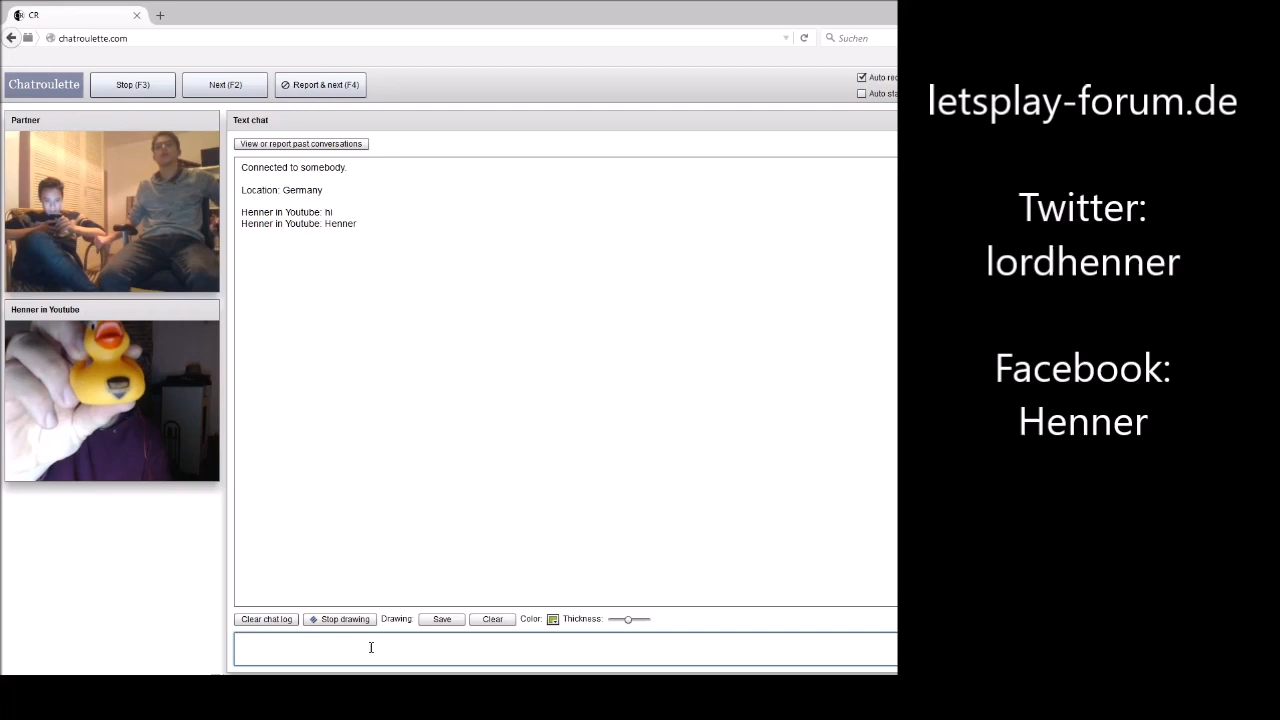 CR
chatroulette.com
Suchen
Chatroulette
Stop (F3)
Next (F2)
Report & next (F4)
Auto
Auto
Partner
Text chat
View or report past conversations
Connected to somebody.
Location: Germany
Henner in Youtube: hi
Henner in Youtube: Henner
Henner in Youtube
Clear chat log
Stop drawing
Drawing:
Save
Clear
Color:
Thickness:
letsplay-forum.de
Twitter:
lordhenner
Facebook:
Henner